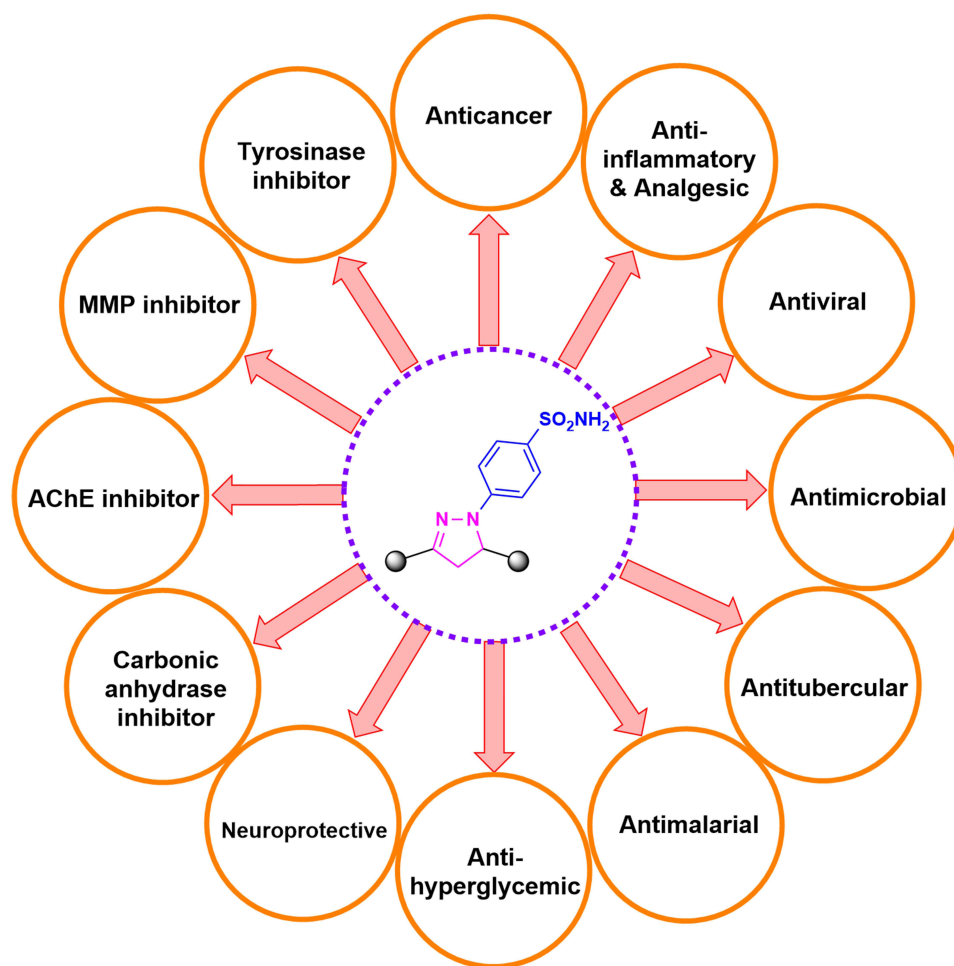 Anticancer
Anti-
inflammatory
& Analgesic
Antiviral
Antimicrobial
Antitubercular
Antimalarial
Anti-
hyperglycemic
Neuroprotective
Carbonic
anhydrase
inhibitor
AChE inhibitor
MMP inhibitor
Tyrosinase
inhibitor
SO₂NH₂
N N